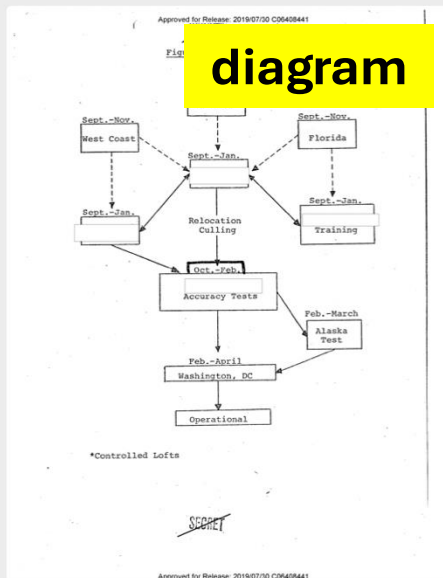 Approved for Release: 2019/07/30 C06408441
diagram
Sept.-Nov.
West Coast
Sept.-Nov.
Florida
Sept.-Jan.
Sept.-Jan.
Sept.-Jan.
Training
Relocation
Culling
Oct.-Feb.
Accuracy Tests
Feb.-March
Alaska
Test
Feb.-April
Washington, DC
Operational
*Controlled Lofts
SECRET
Approved for Release: 2019/07/30 C06408441